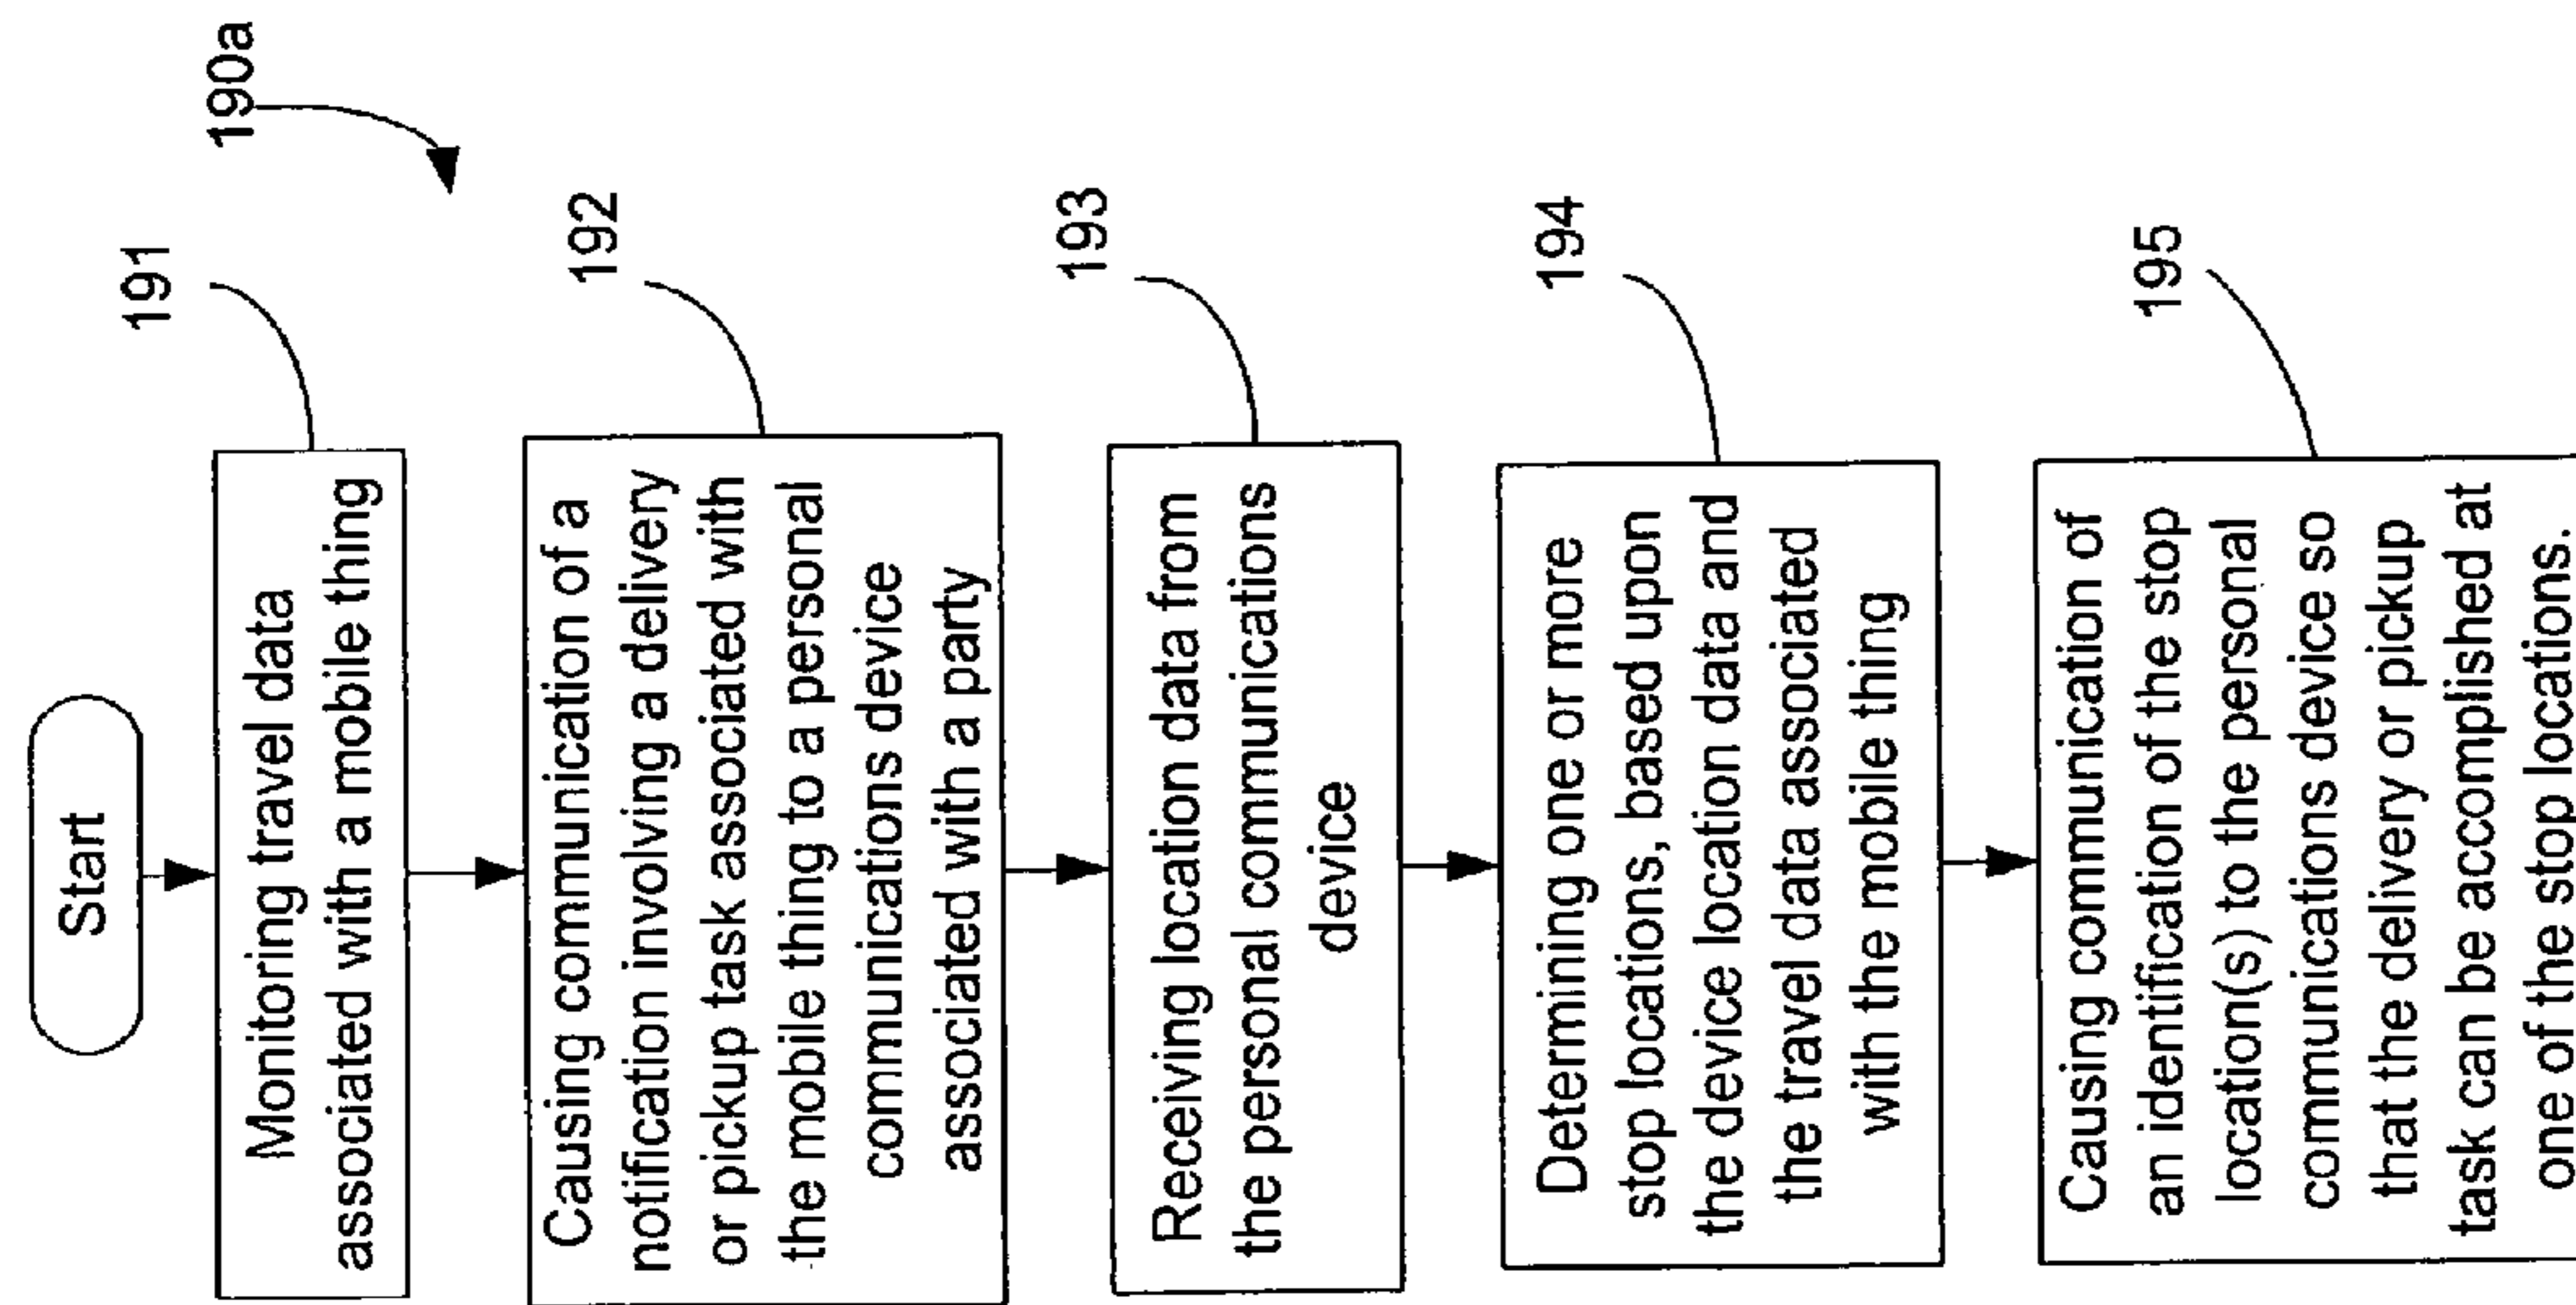 190a
Start
191
Monitoring travel data
associated with a mobile thing
192
Causing communication of a
notification involving a delivery
or pickup task associated with
the mobile thing to a personal
communications device
associated with a party
193
Receiving location data from
the personal communications
device
194
Determining one or more
stop locations, based upon
the device location data and
the travel data associated
with the mobile thing
195
Causing communication of
an identification of the stop
location(s) to the personal
communications device so
that the delivery or pickup
task can be accomplished at
one of the stop locations.